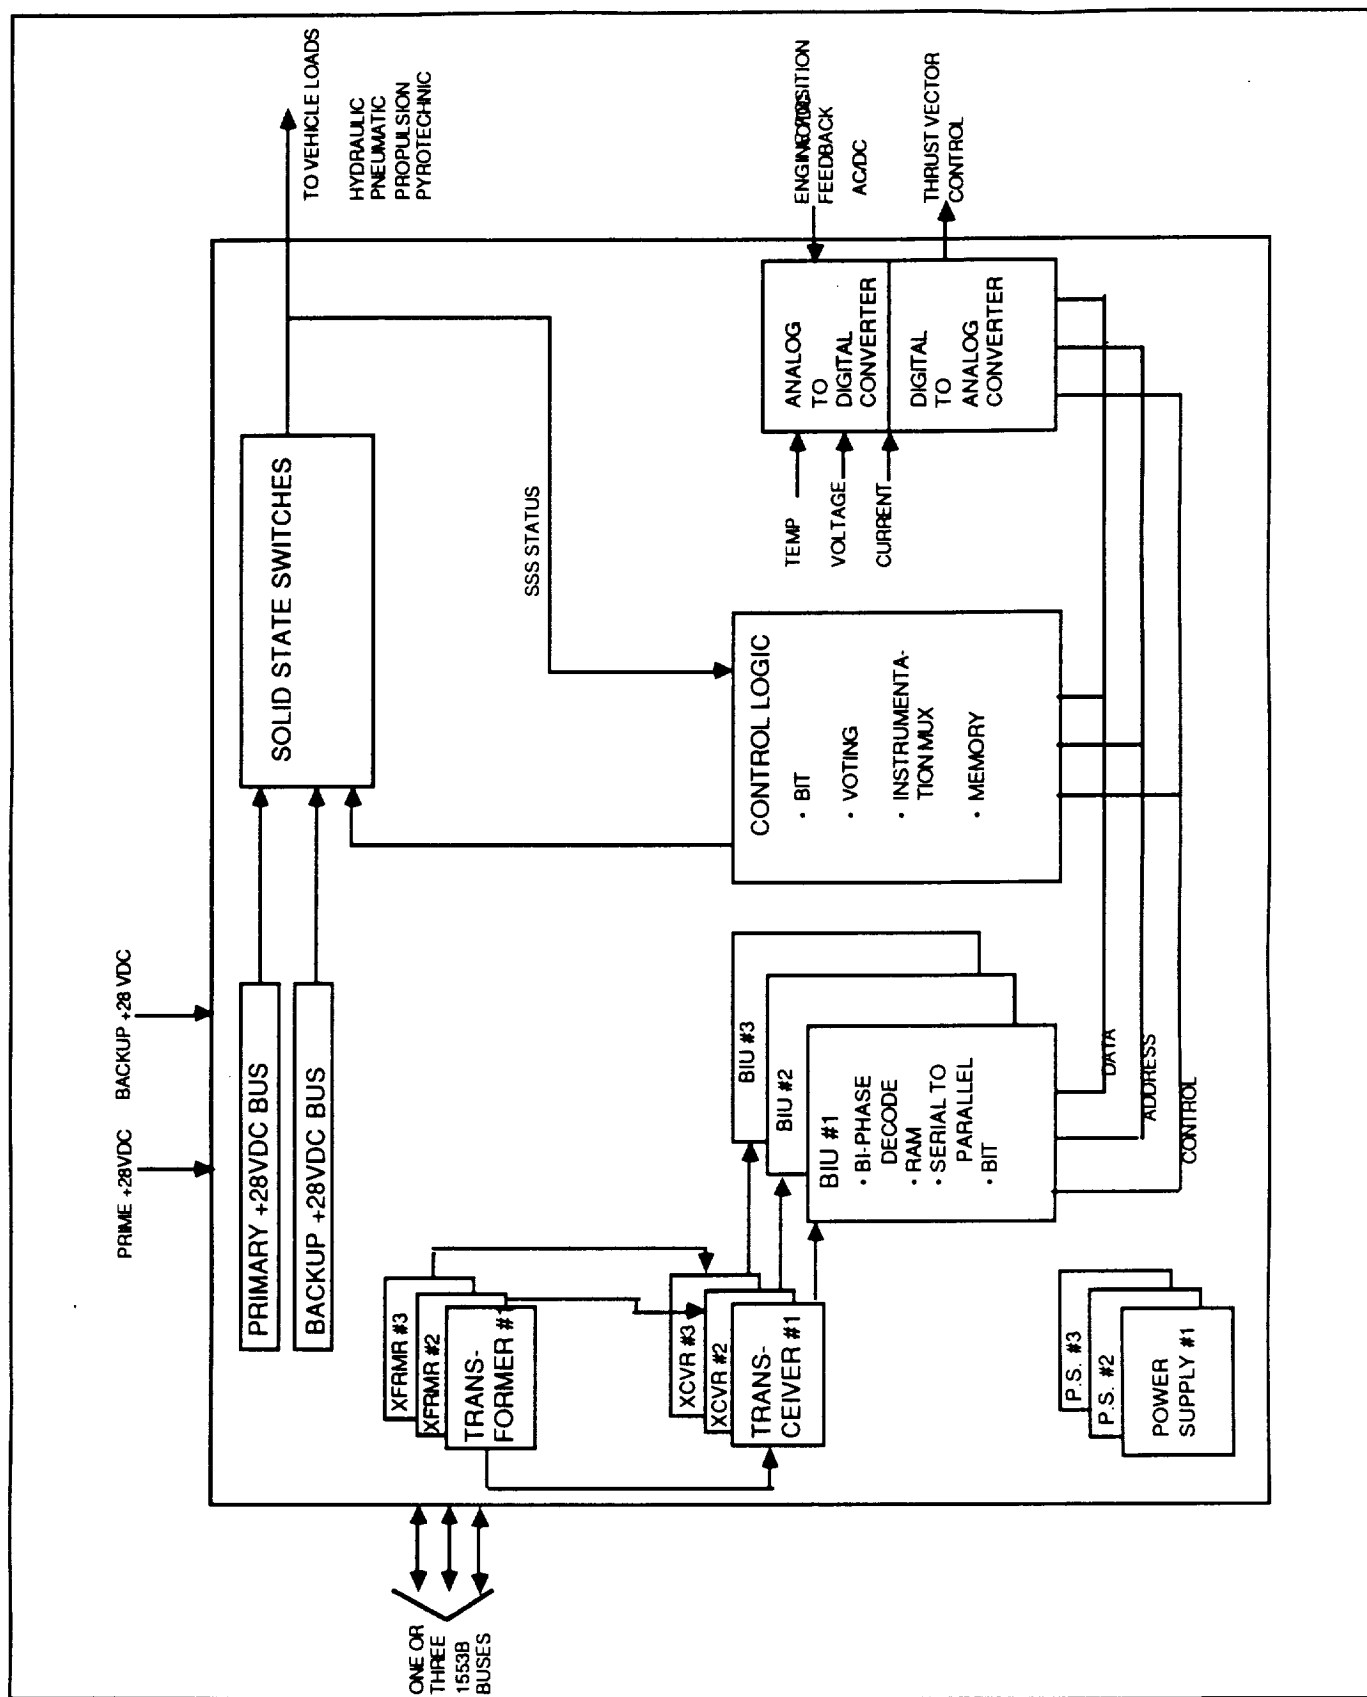 PRIME +28VDC
BACKUP +28 VDC
PRIMARY +28VDC BUS
BACKUP +28VDC BUS
SOLID STATE SWITCHES
TO VEHICLE LOADS
HYDRAULIC
PNEUMATIC
PROPULSION
PYROTECHNIC
SSS STATUS
XFRMR #3
XFRMR #2
TRANS-
FORMER #1
ONE OR
THREE
1553B
BUSES
XCVR #3
XCVR #2
TRANS-
CEIVER #1
BIU #3
BIU #2
BIU #1
• BI-PHASE
DECODE
• RAM
• SERIAL TO
PARALLEL
• BIT
CONTROL LOGIC
• BIT
• VOTING
• INSTRUMENTA-
TION MUX
• MEMORY
TEMP
VOLTAGE
CURRENT
ANALOG
TO
DIGITAL
CONVERTER
DIGITAL
TO
ANALOG
CONVERTER
FEEDBACK
AC/DC
THRUST VECTOR
CONTROL
DATA
ADDRESS
CONTROL
P.S. #3
P.S. #2
POWER
SUPPLY #1